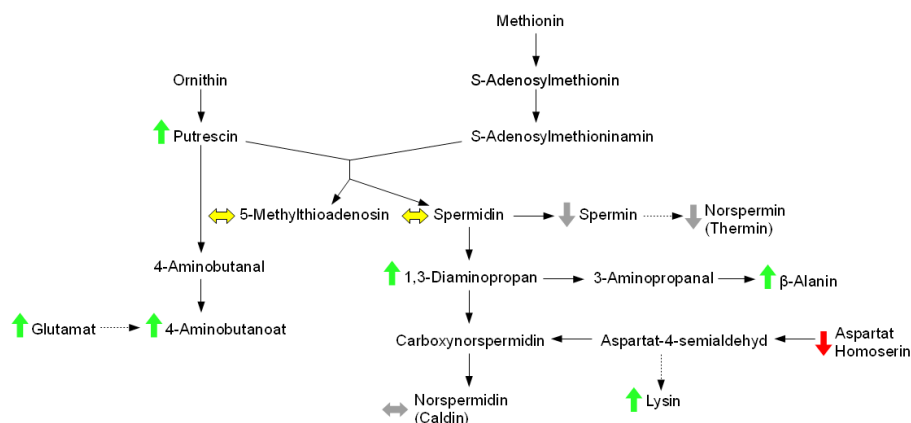 Methionin
Ornithin
S-Adenosylmethionin
Putrescin
S-Adenosylmethioninamin
5-Methylthioadenosin
Spermidin
Spermin
Norspermin
(Thermin)
4-Aminobutanal
1,3-Diaminopropan
3-Aminopropanal
β-Alanin
Glutamat
4-Aminobutanoat
Carboxynorspermidin
Aspartat-4-semialdehyd
Aspartat
Homoserin
Norspermidin
(Caldin)
Lysin